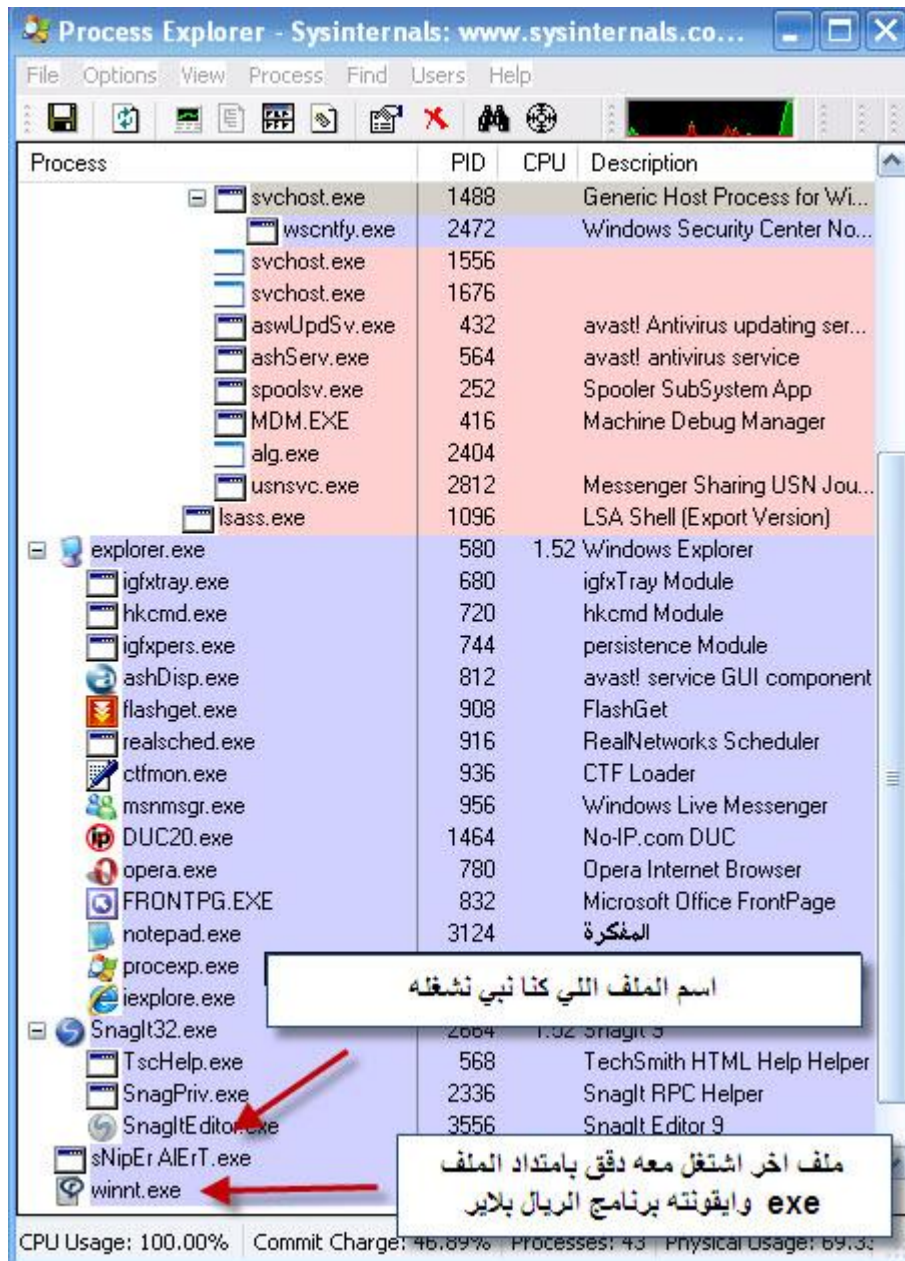 Process Explorer - Sysinternals: www.sysinternals.co...
File Options View Process Find Users Help
Process PID CPU Description
svchost.exe 1488 Generic Host Process for Wi...
wscntfy.exe 2472 Windows Security Center No...
svchost.exe 1556
svchost.exe 1676
aswUpdSv.exe 432 avast! Antivirus updating ser...
ashServ.exe 564 avast! antivirus service
spoolsv.exe 252 Spooler SubSystem App
MDM.EXE 416 Machine Debug Manager
alg.exe 2404
usnsvc.exe 2812 Messenger Sharing USN Jou...
lsass.exe 1096 LSA Shell (Export Version)
explorer.exe 580 1.52 Windows Explorer
igfxtray.exe 680 igfxTray Module
hkcmd.exe 720 hkcmd Module
igfxpers.exe 744 persistence Module
ashDisp.exe 812 avast! service GUI component
flashget.exe 908 FlashGet
realsched.exe 916 RealNetworks Scheduler
ctfmon.exe 936 CTF Loader
msnmsgr.exe 956 Windows Live Messenger
DUC20.exe 1464 No-IP.com DUC
opera.exe 780 Opera Internet Browser
FRONTPG.EXE 832 Microsoft Office FrontPage
notepad.exe 3124 المفكرة
procexp.exe
اسم الملف اللي كنا نبي نشغله
iexplore.exe
SnagIt32.exe 2664 1.52 SnagIt 9
TscHelp.exe 568 TechSmith HTML Help Helper
SnagPriv.exe 2336 SnagIt RPC Helper
SnagItEditor.exe 3556 SnagIt Editor 9
sNipEr AlErT.exe
winnt.exe
ملف اخر اشتغل معه دقق بامتداد الملف
exe وايقونته برنامج الريال بلاير
CPU Usage: 100.00% Commit Charge: 46.89% Processes: 43 Physical Usage: 69.33